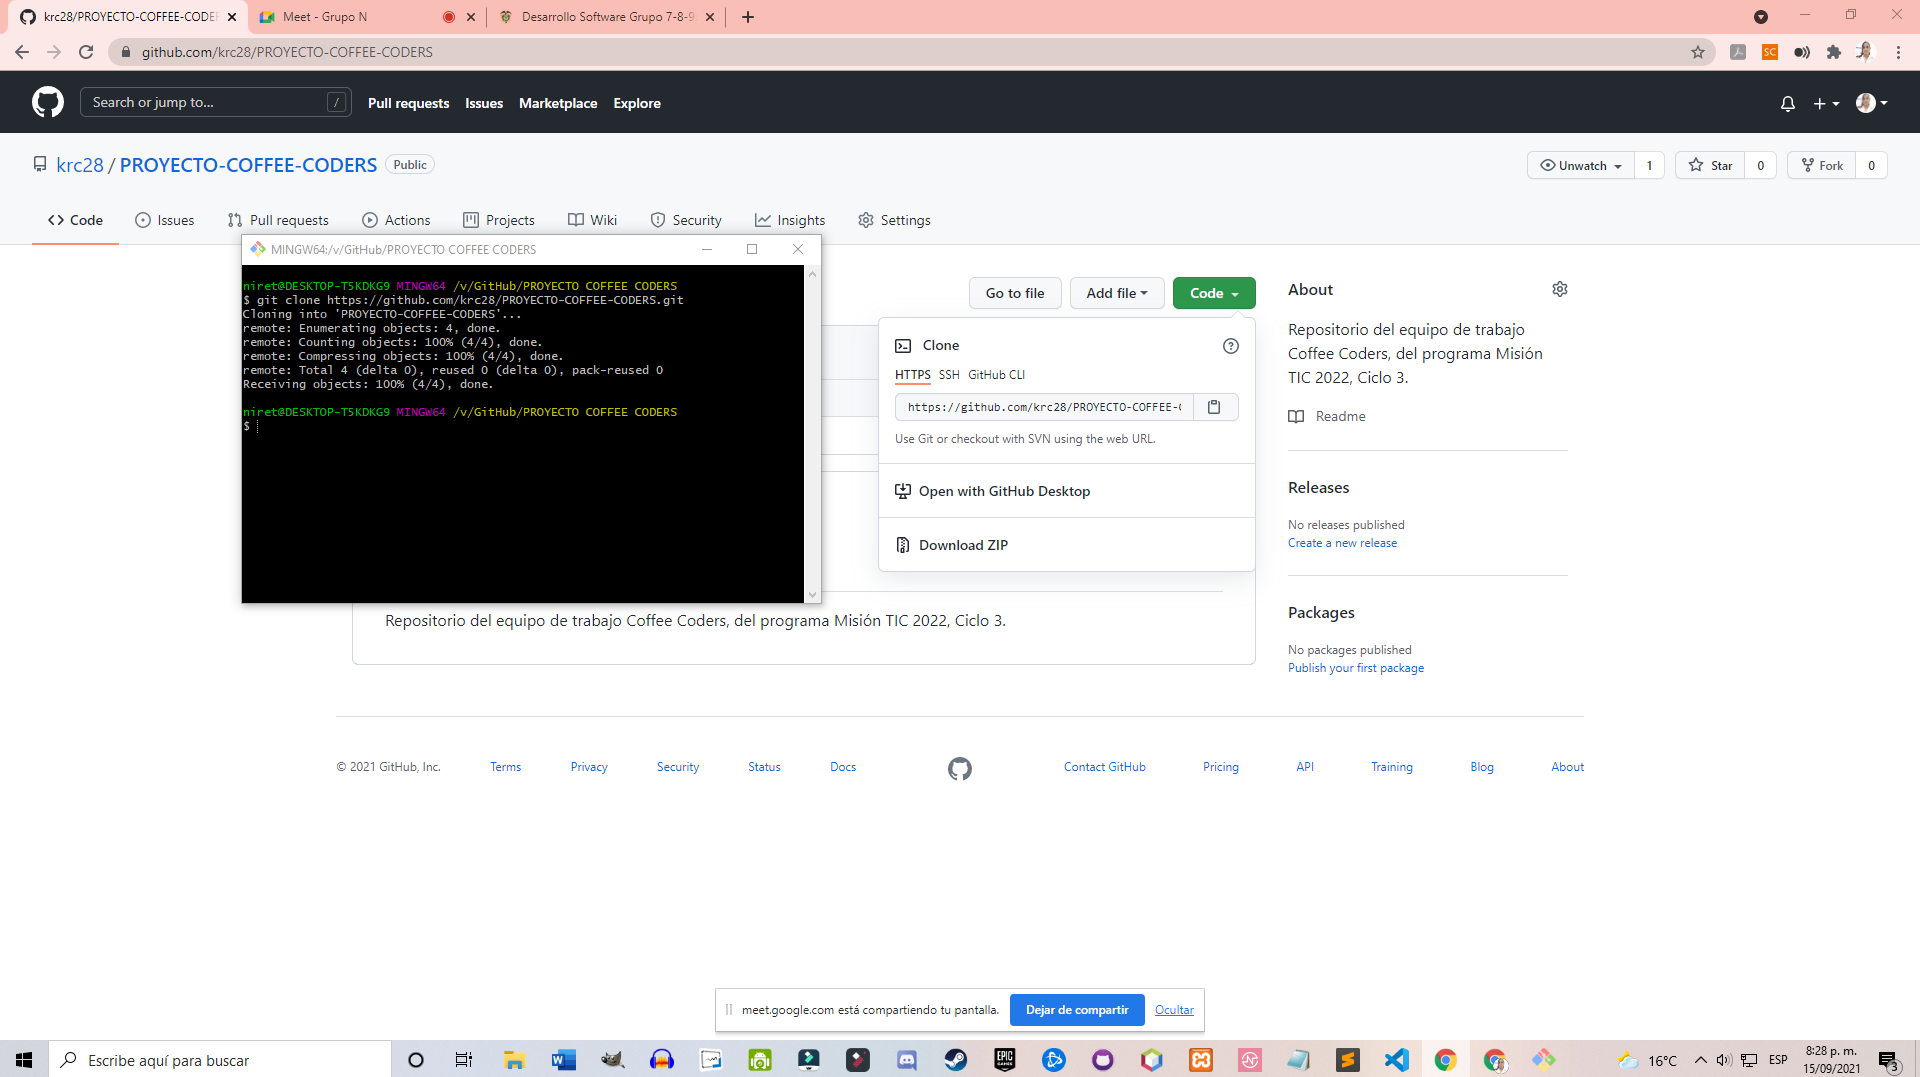 krc28/PROYECTO-COFFEE-CODER
Meet - Grupo N
Desarrollo Software Grupo 7-8-9
github.com/krc28/PROYECTO-COFFEE-CODERS
SC
Search or jump to...
/
Pull requests
Issues
Marketplace
Explore
krc28 / PROYECTO-COFFEE-CODERS
Public
Unwatch 1
Star 0
Fork 0
Code
Issues
Pull requests
Actions
Projects
Wiki
Security
Insights
Settings
MINGW64:/v/GitHub/PROYECTO COFFEE CODERS
niret@DESKTOP-T5KDKG9 MINGW64 /v/GitHub/PROYECTO COFFEE CODERS
$ git clone https://github.com/krc28/PROYECTO-COFFEE-CODERS.git
Cloning into 'PROYECTO-COFFEE-CODERS'...
remote: Enumerating objects: 4, done.
remote: Counting objects: 100% (4/4), done.
remote: Compressing objects: 100% (4/4), done.
remote: Total 4 (delta 0), reused 0 (delta 0), pack-reused 0
Receiving objects: 100% (4/4), done.
niret@DESKTOP-T5KDKG9 MINGW64 /v/GitHub/PROYECTO COFFEE CODERS
$
Go to file
Add file
Code
Clone
HTTPS SSH GitHub CLI
https://github.com/krc28/PROYECTO-COFFEE-
Use Git or checkout with SVN using the web URL.
Open with GitHub Desktop
Download ZIP
Repositorio del equipo de trabajo Coffee Coders, del programa Misión TIC 2022, Ciclo 3.
About
Repositorio del equipo de trabajo
Coffee Coders, del programa Misión
TIC 2022, Ciclo 3.
Readme
Releases
No releases published
Create a new release
Packages
No packages published
Publish your first package
© 2021 GitHub, Inc.
Terms
Privacy
Security
Status
Docs
Contact GitHub
Pricing
API
Training
Blog
About
meet.google.com está compartiendo tu pantalla.
Dejar de compartir
Ocultar
Escribe aquí para buscar
EPIC GAMES
16°C
ESP
8:28 p. m.
15/09/2021
3